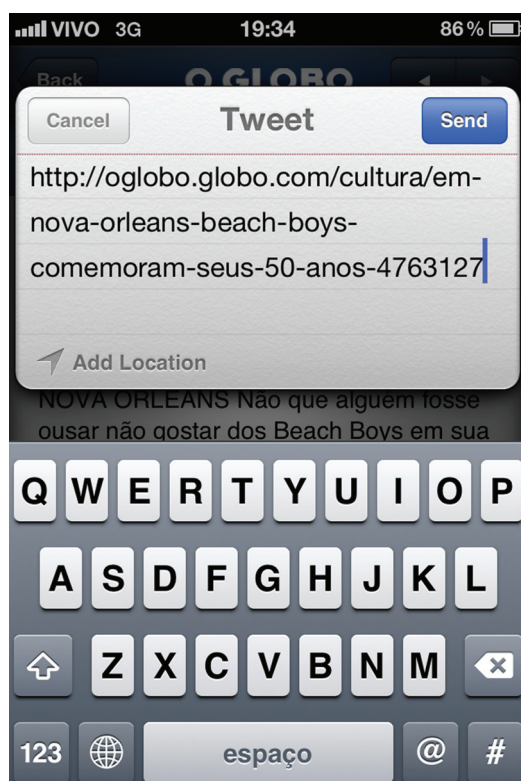 VIVO 3G 19:34 86%
Back O GLOBO
Cancel Tweet Send
http://oglobo.globo.com/cultura/em-
nova-orleans-beach-boys-
comemoram-seus-50-anos-4763127
Add Location
NOVA ORLEANS Não que alguém fosse
ousar não gostar dos Beach Boys em sua
Q W E R T Y U I O P
A S D F G H J K L
Z X C V B N M
123 espaço @ #